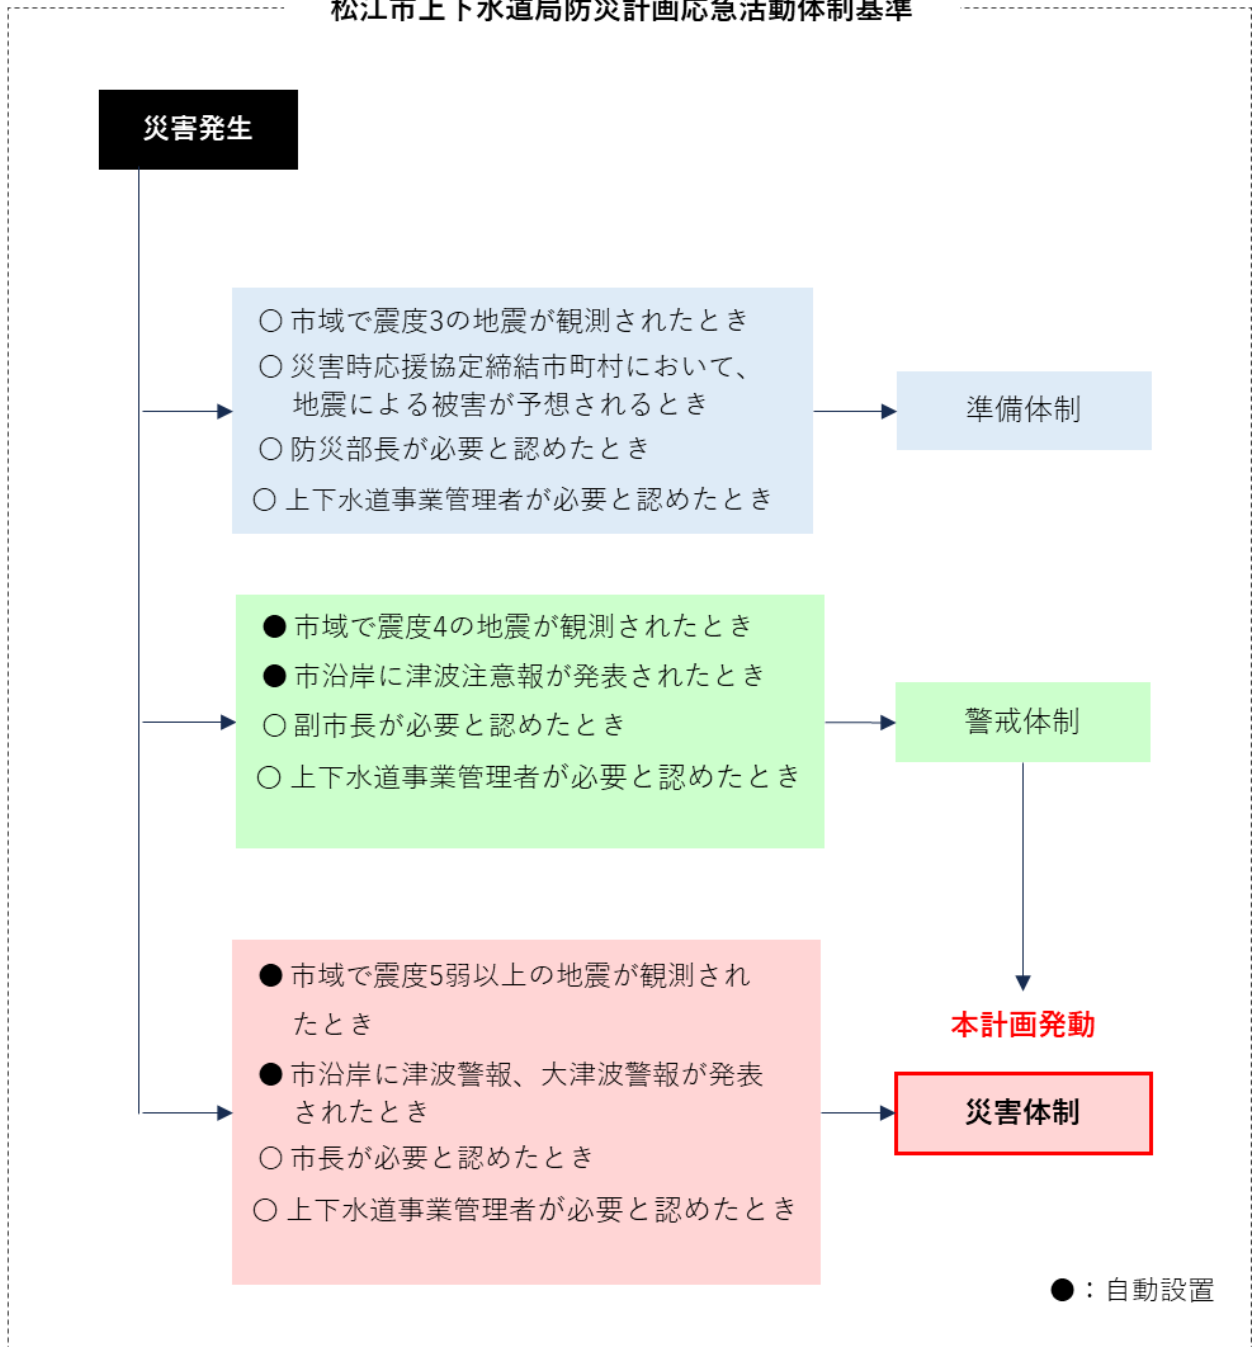 松江市上下水道局防災計画応急活動体制基準
災害発生
○ 市域で震度3の地震が観測されたとき
○ 災害時応援協定締結市町村において、
地震による被害が予想されるとき
○ 防災部長が必要と認めたとき
○ 上下水道事業管理者が必要と認めたとき
準備体制
● 市域で震度4の地震が観測されたとき
● 市沿岸に津波注意報が発表されたとき
○ 副市長が必要と認めたとき
○ 上下水道事業管理者が必要と認めたとき
警戒体制
● 市域で震度5弱以上の地震が観測され
たとき
● 市沿岸に津波警報、大津波警報が発表
されたとき
○ 市長が必要と認めたとき
○ 上下水道事業管理者が必要と認めたとき
本計画発動
災害体制
●：自動設置